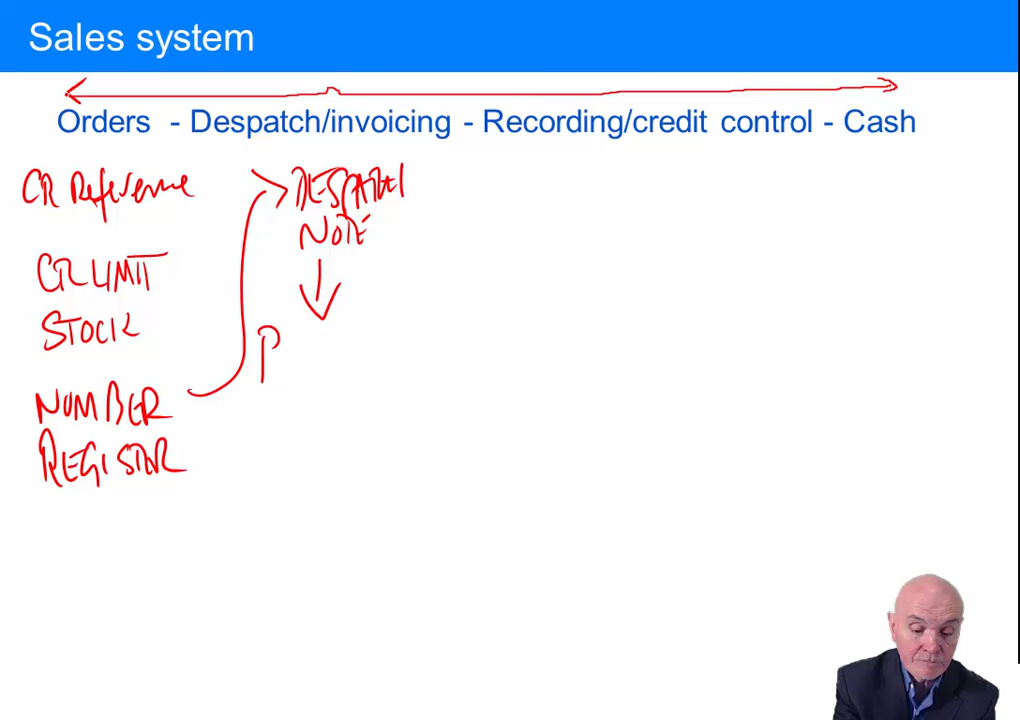 Sales system
Orders - Despatch/invoicing - Recording/credit control - Cash
CR Reference
CR LIMIT
STOCK
NUMBER
REGISTER
DESPATCH
NOTE
P